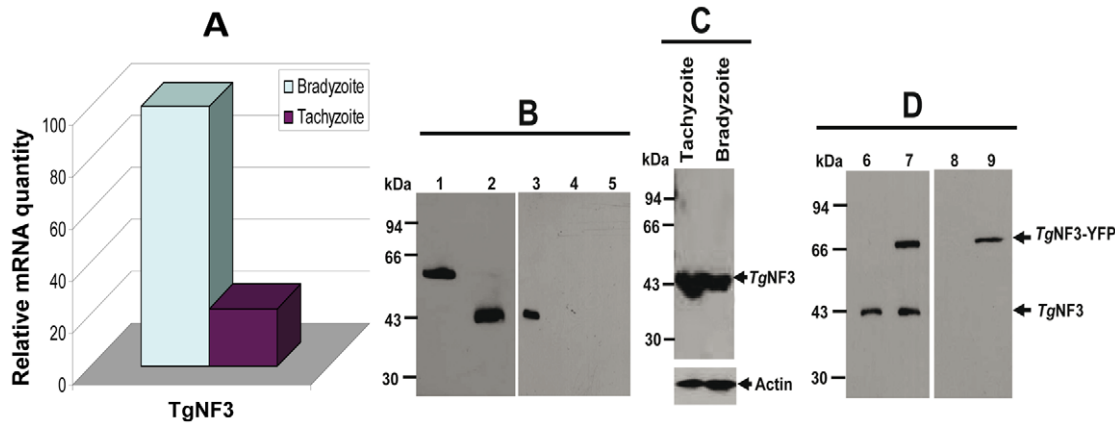 A
Bradyzoite
Tachyzoite
Relative mRNA quantity
100
80
60
40
20
0
TgNF3
B
kDa
1 2 3 4 5
94
66
43
30
C
Tachyzoite
Bradyzoite
kDa
94
66
43
30
TgNF3
Actin
D
kDa
6 7 8 9
94
66
43
30
TgNF3-YFP
TgNF3